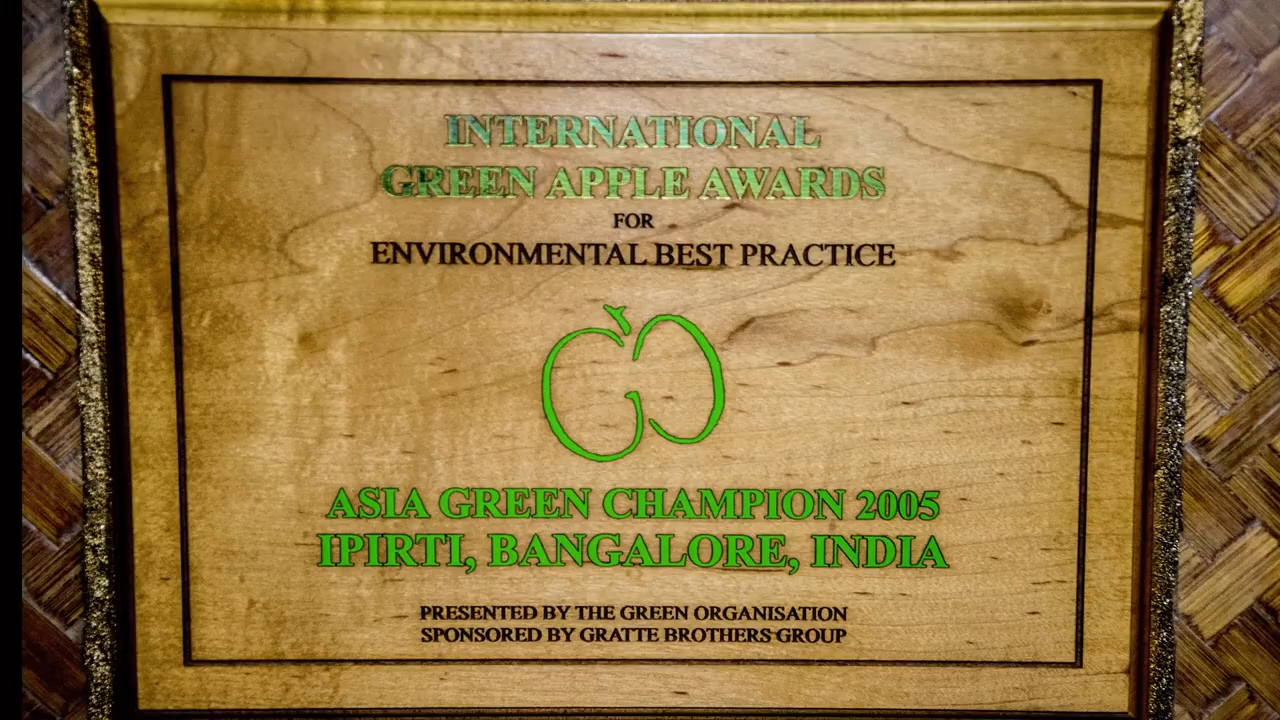 INTERNATIONAL
GREEN APPLE AWARDS
FOR
ENVIRONMENTAL BEST PRACTICE
ASIA GREEN CHAMPION 2005
IPIRTI, BANGALORE, INDIA
PRESENTED BY THE GREEN ORGANISATION
SPONSORED BY GRATTE BROTHERS GROUP